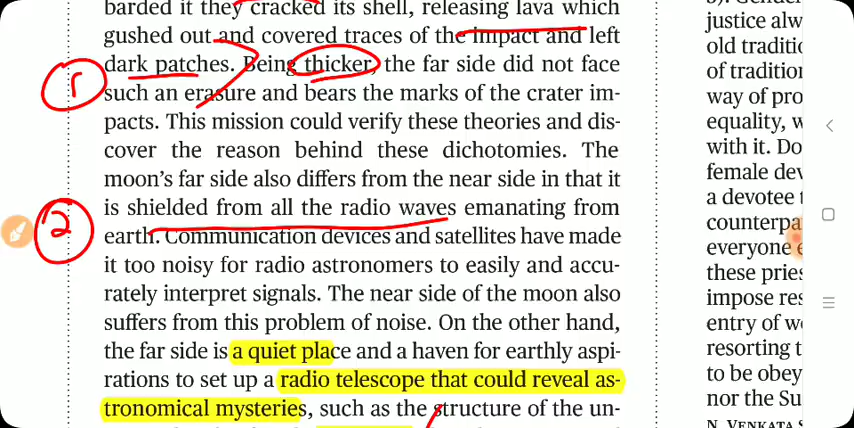 barded it they cracked its shell, releasing lava which
gushed out and covered traces of the impact and left
dark patches. Being thicker, the far side did not face
such an erasure and bears the marks of the crater im-
pacts. This mission could verify these theories and dis-
cover the reason behind these dichotomies. The
moon's far side also differs from the near side in that it
is shielded from all the radio waves emanating from
earth. Communication devices and satellites have made
it too noisy for radio astronomers to easily and accu-
rately interpret signals. The near side of the moon also
suffers from this problem of noise. On the other hand,
the far side is a quiet place and a haven for earthly aspi-
rations to set up a radio telescope that could reveal as-
tronomical mysteries, such as the structure of the un-
1
2
justice alw
old traditio
of tradition
way of pro
equality, w
with it. Do
female dev
a devotee
counterpa
everyone
these pries
impose res
entry of w
resorting t
to be obey
nor the Su
N. VENKATA S